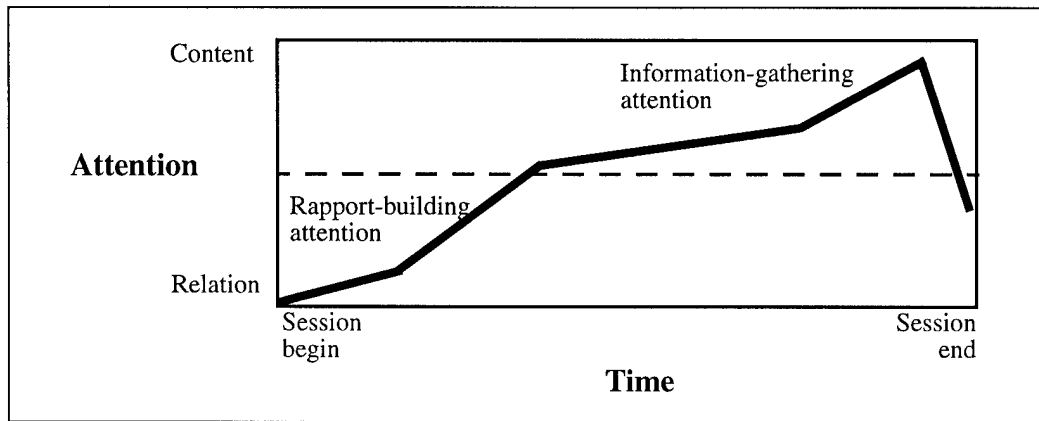 Content
Information-gathering
attention
Attention
Rapport-building
attention
Relation
Session
begin
Session
end
Time